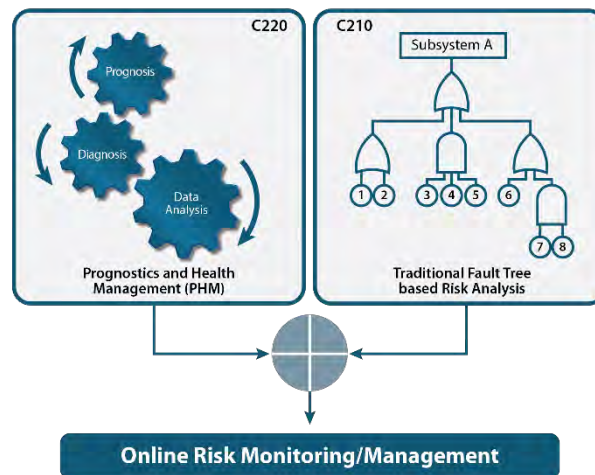 C220
Prognosis
Diagnosis
Data
Analysis
Prognostics and Health
Management (PHM)
C210
Subsystem A
1 2 3 4 5 6
7 8
Traditional Fault Tree
based Risk Analysis
Online Risk Monitoring/Management